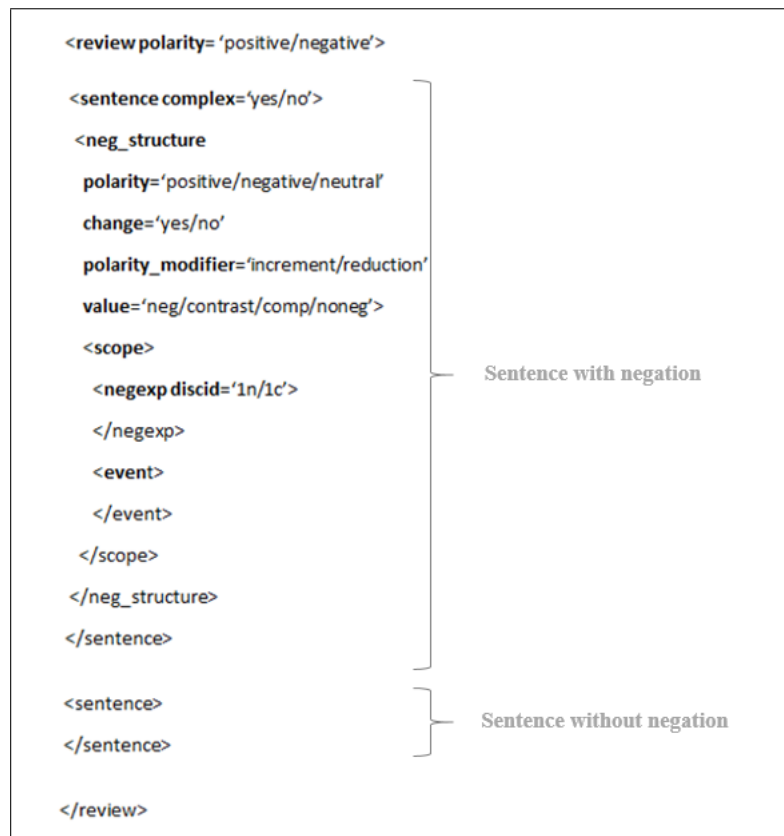 <review polarity= ‘positive/negative’>
<sentence complex=‘yes/no’>
<neg_structure
polarity=‘positive/negative/neutral’
change=‘yes/no’
polarity_modifier=‘increment/reduction’
value=‘neg/contrast/comp/noneg’>
<scope>
<negexp discid=‘1n/1c’>
Sentence with negation
</negexp>
<event>
</event>
</scope>
</neg_structure>
</sentence>
<sentence>
Sentence without negation
</sentence>
</review>